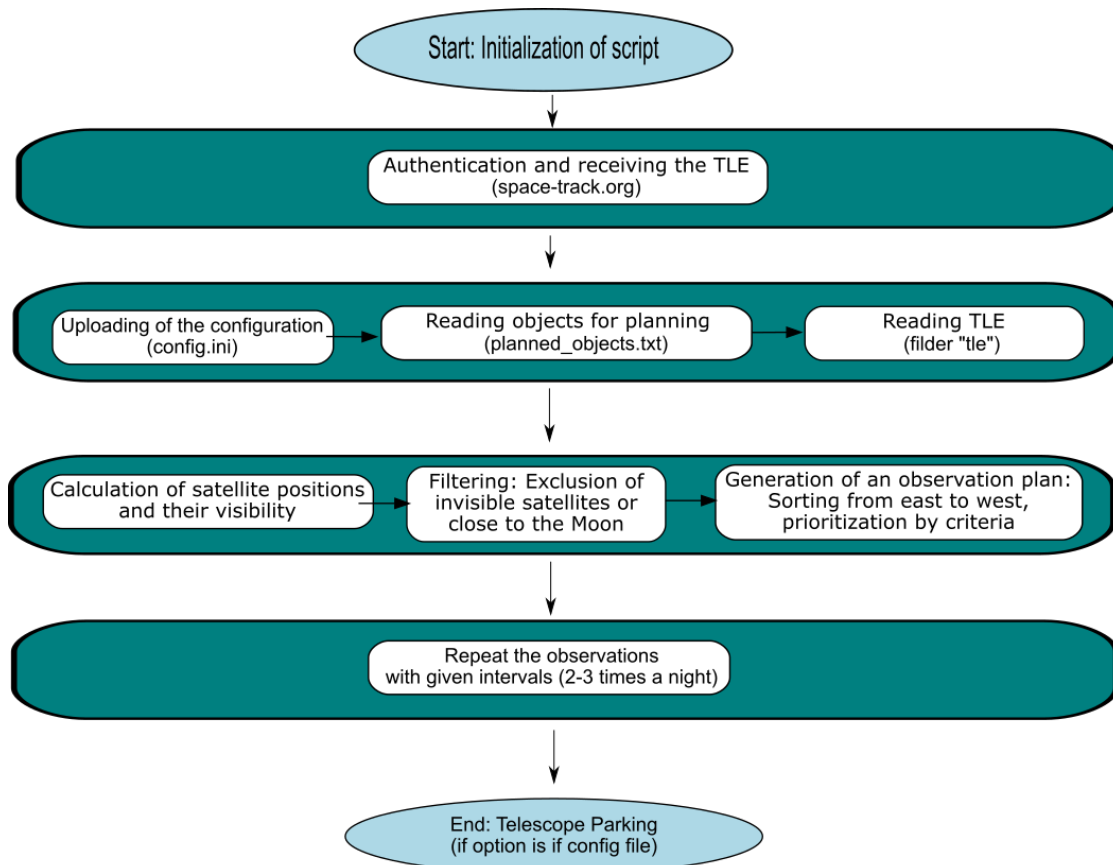 Start: Initialization of script
Authentication and receiving the TLE
(space-track.org)
Uploading of the configuration
(config.ini)
Reading objects for planning
(planned_objects.txt)
Reading TLE
(filder "tle")
Calculation of satellite positions
and their visibility
Filtering: Exclusion of
invisible satellites or
close to the Moon
Generation of an observation plan:
Sorting from east to west,
prioritization by criteria
Repeat the observations
with given intervals (2-3 times a night)
End: Telescope Parking
(if option is if config file)